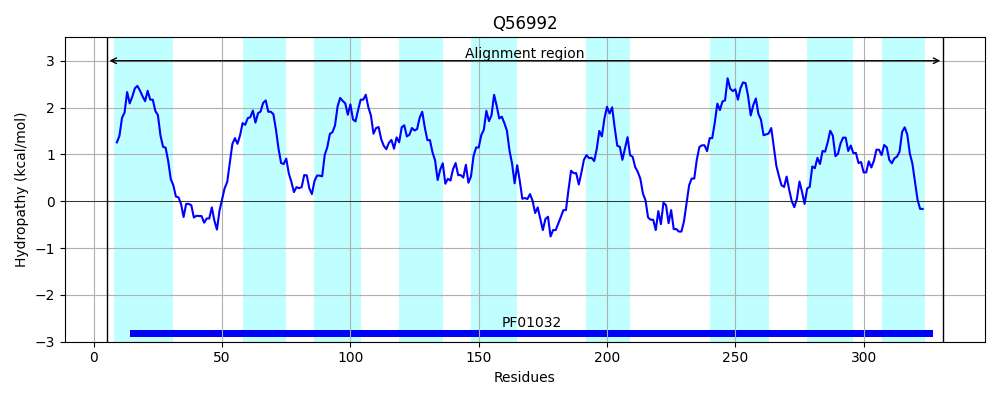 Q56992
Alignment region
3
2
1
0
−1
−2
−3
Hydropathy (kcal/mol)
PF01032
0 50 100 150 200 250 300
Residues